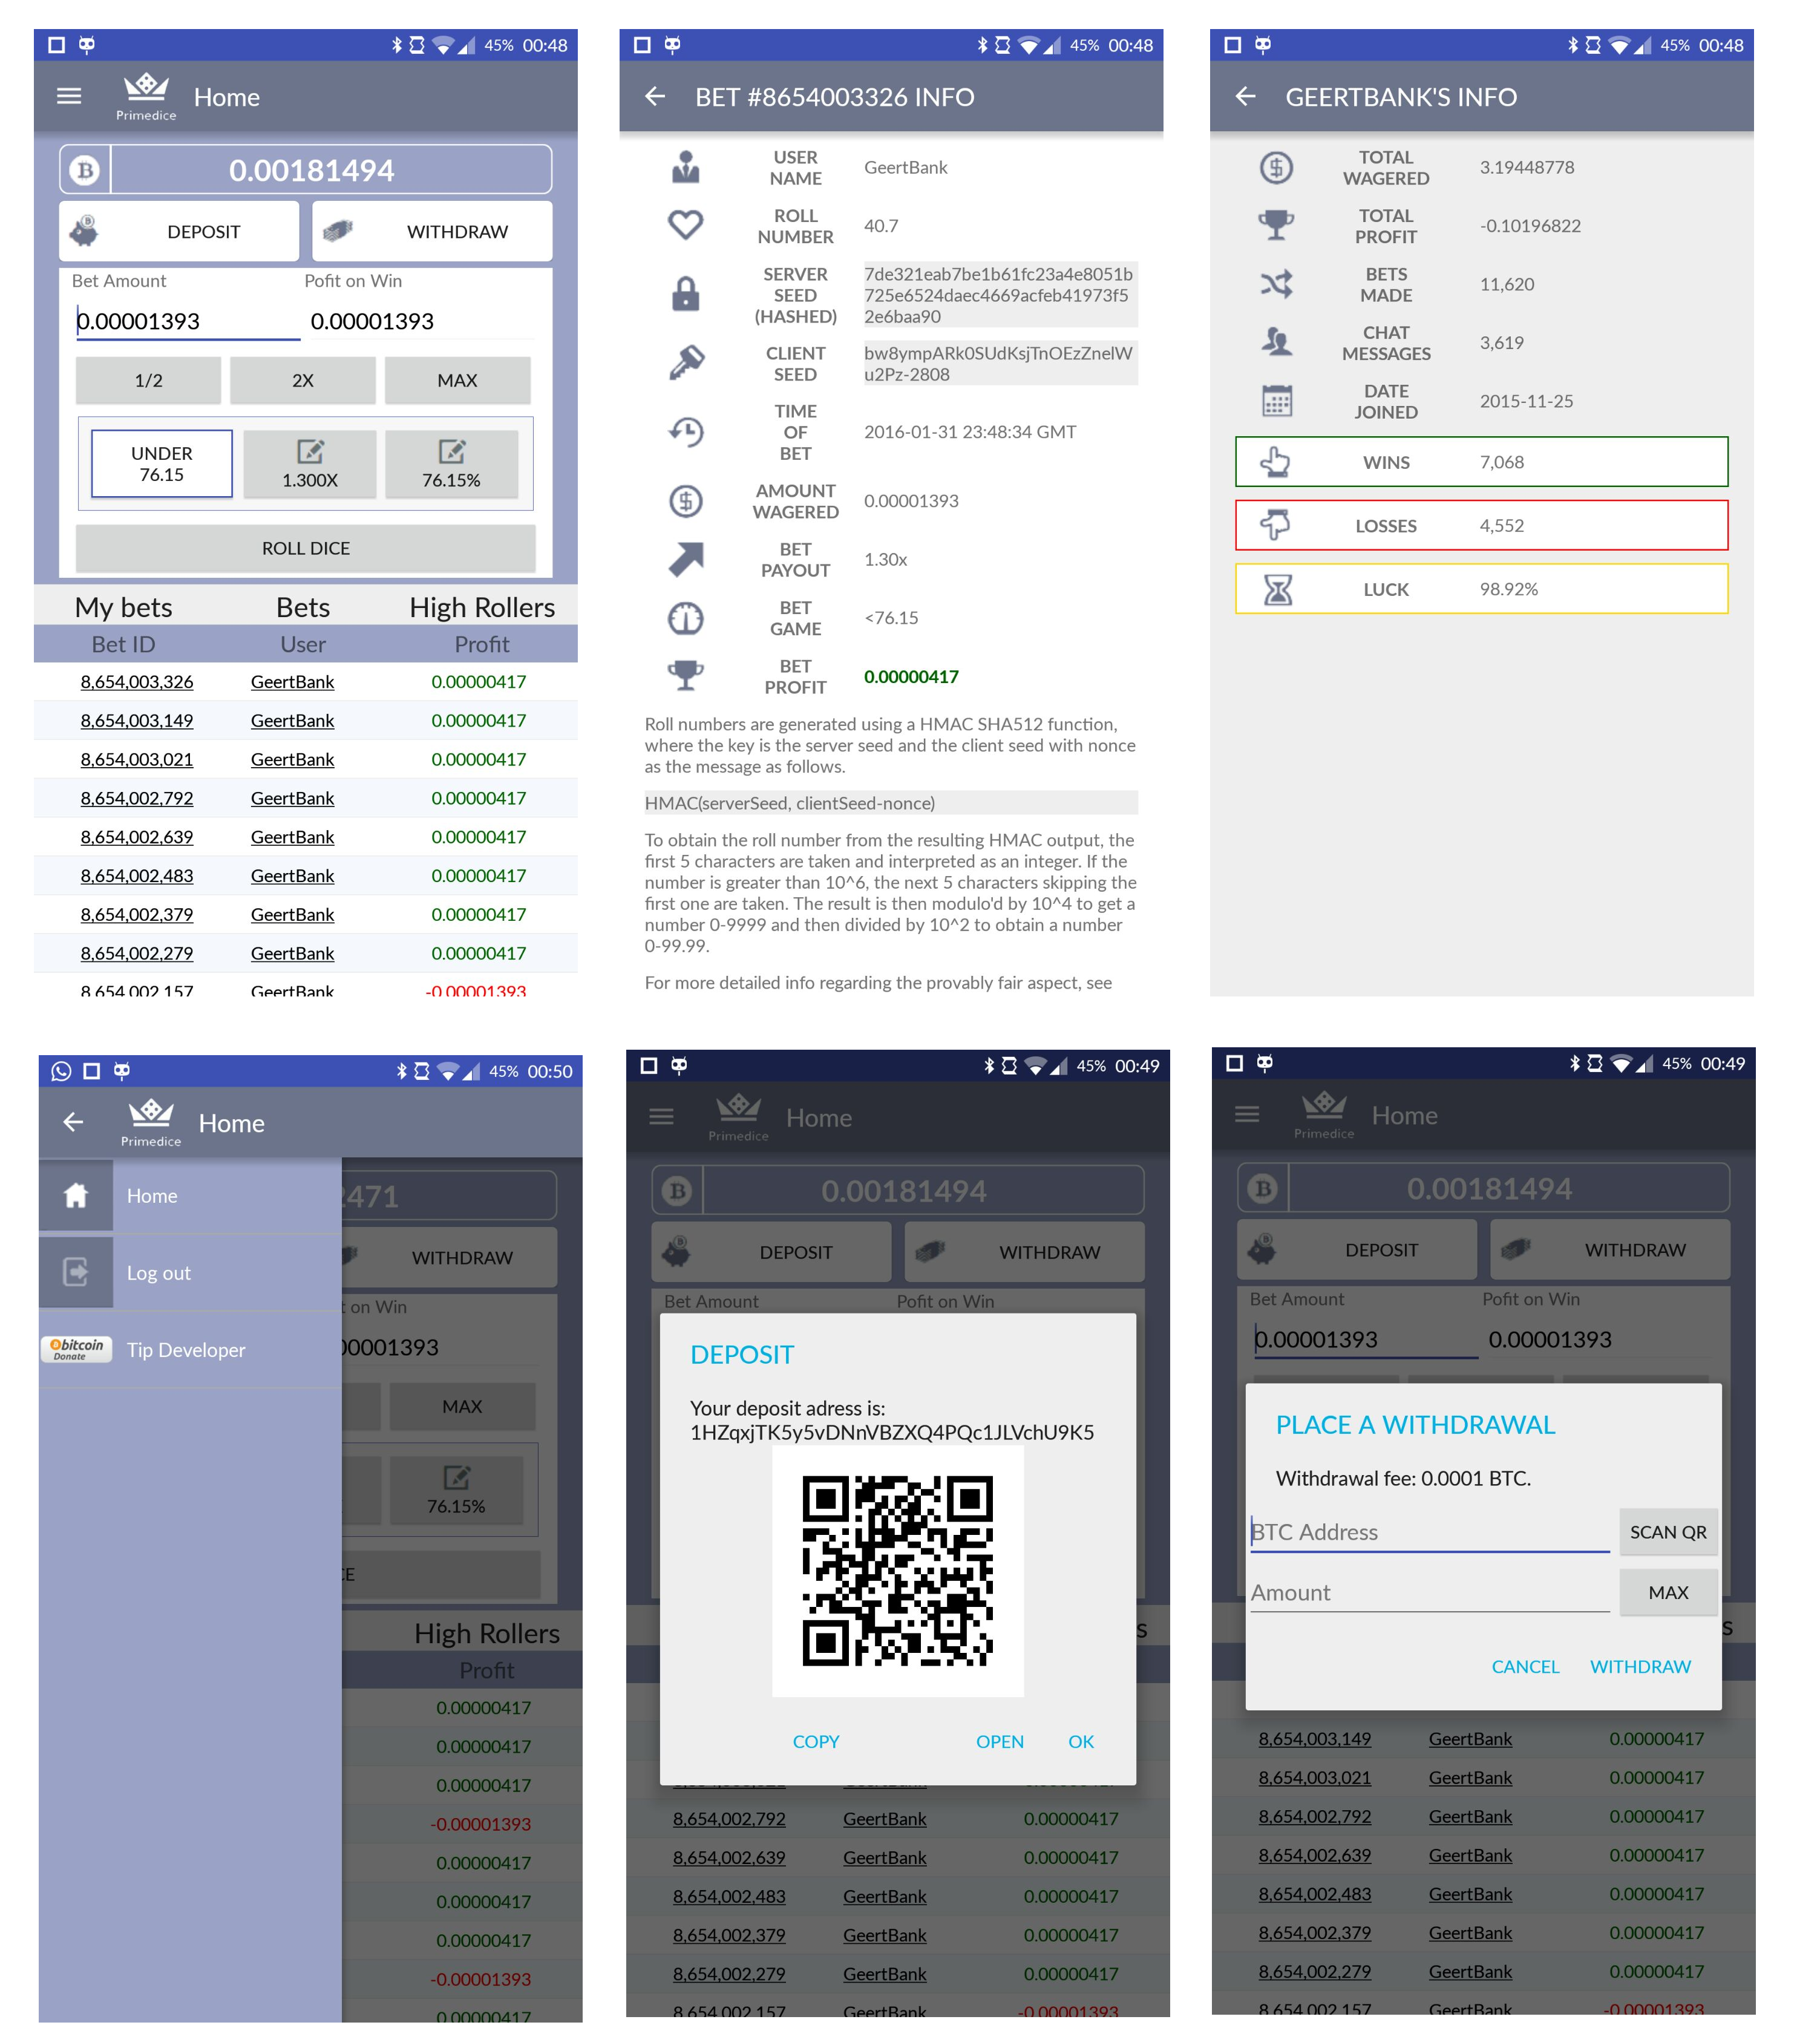 45% 00:48
Primedice
Home
B 0.00181494
DEPOSIT WITHDRAW
Bet Amount Pofit on Win
0.00001393 0.00001393
1/2 2X MAX
UNDER
76.15
1.300X
76.15%
ROLL DICE
My bets Bets High Rollers
Bet ID User Profit
8,654,003,326 GeertBank 0.00000417
8,654,003,149 GeertBank 0.00000417
8,654,003,021 GeertBank 0.00000417
8,654,002,792 GeertBank 0.00000417
8,654,002,639 GeertBank 0.00000417
8,654,002,483 GeertBank 0.00000417
8,654,002,379 GeertBank 0.00000417
8,654,002,279 GeertBank 0.00000417
8,654,002,157 GeertBank -0.00001393
45% 00:48
BET #8654003326 INFO
USER
NAME
GeertBank
ROLL
NUMBER
40.7
SERVER
SEED
(HASHED)
7de321eab7be1b61fc23a4e8051b
725e6524daec4669acfeb41973f5
2e6baa90
CLIENT
SEED
bw8ympARk0SUdKsjTnOEzZnelW
u2Pz-2808
TIME
OF
BET
2016-01-31 23:48:34 GMT
AMOUNT
WAGERED
0.00001393
BET
PAYOUT
1.30x
BET
GAME
<76.15
BET
PROFIT
0.00000417
Roll numbers are generated using a HMAC SHA512 function,
where the key is the server seed and the client seed with nonce
as the message as follows.
HMAC(serverSeed, clientSeed-nonce)
To obtain the roll number from the resulting HMAC output, the
first 5 characters are taken and interpreted as an integer. If the
number is greater than 10^6, the next 5 characters skipping the
first one are taken. The result is then modulo'd by 10^4 to get a
number 0-9999 and then divided by 10^2 to obtain a number
0-99.99.
For more detailed info regarding the provably fair aspect, see
45% 00:48
GEERTBANK'S INFO
TOTAL
WAGERED
3.19448778
TOTAL
PROFIT
-0.10196822
BETS
MADE
11,620
CHAT
MESSAGES
3,619
DATE
JOINED
2015-11-25
WINS 7,068
LOSSES 4,552
LUCK 98.92%
45% 00:50
Primedice
Home
Home
Log out
bitcoin
Donate
Tip Developer
2471
WITHDRAW
t on Win
00001393
MAX
76.15%
CE
High Rollers
Profit
0.00000417
0.00000417
0.00000417
-0.00001393
0.00000417
0.00000417
0.00000417
-0.00001393
0.00000417
45% 00:49
Primedice
Home
B 0.00181494
DEPOSIT WITHDRAW
Bet Amount Pofit on Win
DEPOSIT
Your deposit adress is:
1HZqxjTK5y5vDNnVBZXQ4PQc1JLVchU9K5
COPY OPEN OK
s
8,654,002,792 GeertBank 0.00000417
8,654,002,639 GeertBank 0.00000417
8,654,002,483 GeertBank 0.00000417
8,654,002,379 GeertBank 0.00000417
8,654,002,279 GeertBank 0.00000417
8,654,002,157 GeertBank -0.00001393
45% 00:49
Primedice
Home
B 0.00181494
DEPOSIT WITHDRAW
Bet Amount Pofit on Win
0.00001393 0.00001393
PLACE A WITHDRAWAL
Withdrawal fee: 0.0001 BTC.
BTC Address SCAN QR
Amount MAX
s
CANCEL WITHDRAW
8,654,003,149 GeertBank 0.00000417
8,654,003,021 GeertBank 0.00000417
8,654,002,792 GeertBank 0.00000417
8,654,002,639 GeertBank 0.00000417
8,654,002,483 GeertBank 0.00000417
8,654,002,379 GeertBank 0.00000417
8,654,002,279 GeertBank 0.00000417
8,654,002,157 GeertBank -0.00001393